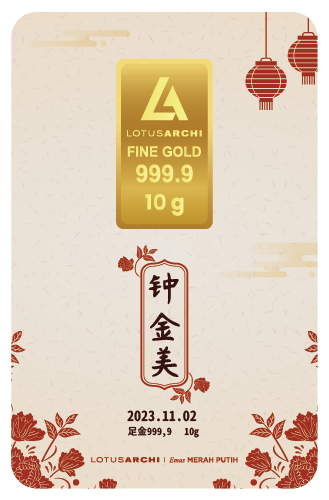 LOTUSARCHI
FINE GOLD
999.9
10 g
钟
金
美
2023.11.02
足金999,9 10g
LOTUSARCHI | Emas MERAH PUTIH